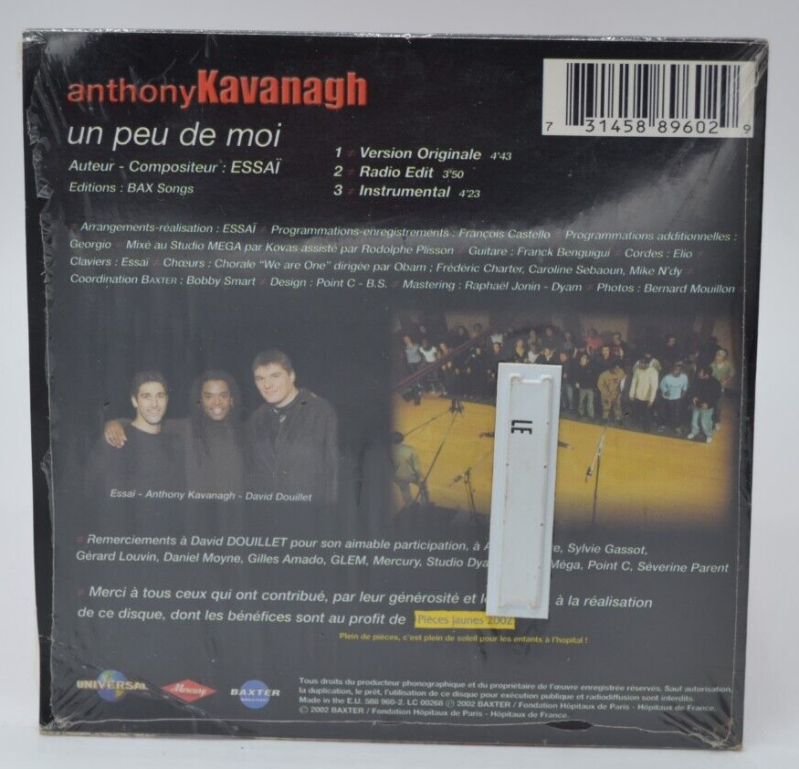 anthonyKavanagh
un peu de moi
Auteur - Compositeur : ESSAÏ
Editions : BAX Songs
7 31458 89602 9
1 Version Originale 4'43
2 Radio Edit 3'50
3 Instrumental 4'23
Arrangements-réalisation : ESSAÏ Programmations-enregistrements : François Castello Programmations additionnelles :
Georgio Mixé au Studio MEGA par Kovas assisté par Rodolphe Plisson Guitare : Franck Benguigui Cordes : Elio
Claviers : Essaï Chœurs : Chorale "We are One" dirigée par Obam ; Frédéric Charter, Caroline Sebaoun, Mike N'dy
Coordination BAXTER : Bobby Smart Design : Point C - B.S. Mastering : Raphaël Jonin - Dyam Photos : Bernard Mouillon
LE
Essaï - Anthony Kavanagh - David Douillet
Remerciements à David DOUILLET pour son aimable participation, à Sylvie Gassot,
Gérard Louvin, Daniel Moyne, Gilles Amado, GLEM, Mercury, Studio Méga, Point C, Séverine Parent
Merci à tous ceux qui ont contribué, par leur générosité et à la réalisation
de ce disque, dont les bénéfices sont au profit de Pièces jaunes 2002
Plein de pièces, c'est plein de soleil pour les enfants à l'hopital !
UNIVERSAL
Mercury
BAXTER
Tous droits du producteur phonographique et du propriétaire de l'œuvre enregistrée réservés. Sauf autorisation,
la duplication, le prêt, l'utilisation de ce disque pour exécution publique et radiodiffusion sont interdits.
Made in the E.U. 588 960-2. LC 00268 ℗ 2002 BAXTER / Fondation Hôpitaux de Paris - Hôpitaux de France.
© 2002 BAXTER / Fondation Hôpitaux de Paris - Hôpitaux de France.